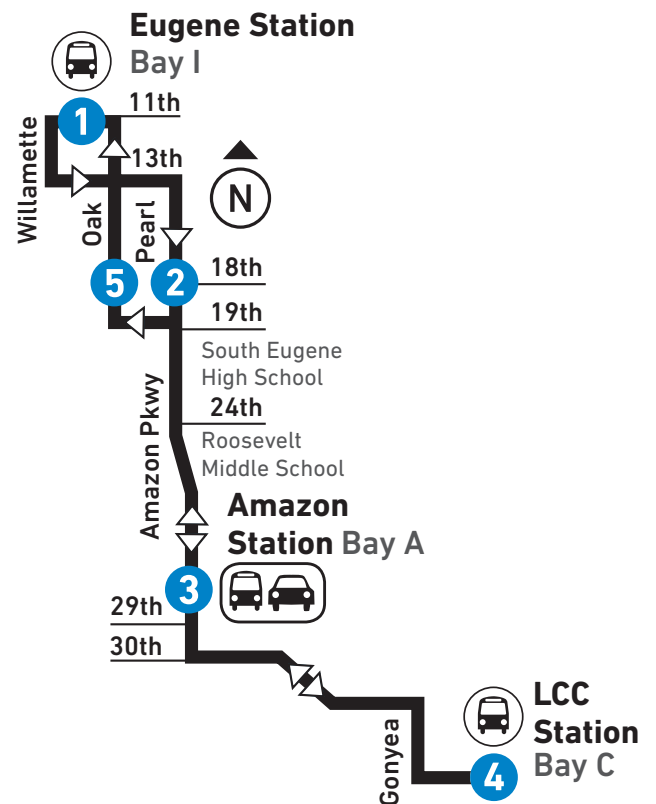 Eugene Station
Bay I
11th
1
Willamette
13th
N
Oak
Pearl
18th
5
2
19th
South Eugene
High School
Amazon Pkwy
24th
Roosevelt
Middle School
Amazon
Station Bay A
3
29th
30th
LCC
Station
Bay C
Gonyea
4